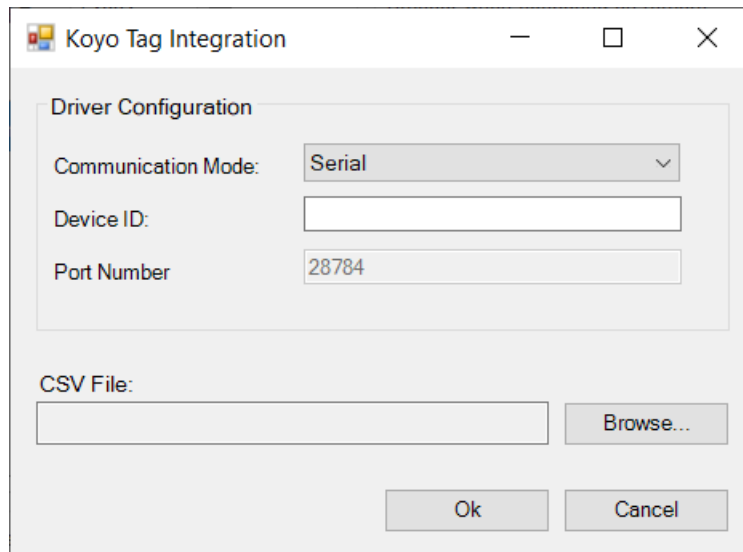 Koyo Tag Integration
Driver Configuration
Communication Mode: Serial
Device ID:
Port Number 28784
CSV File:
Browse...
Ok Cancel